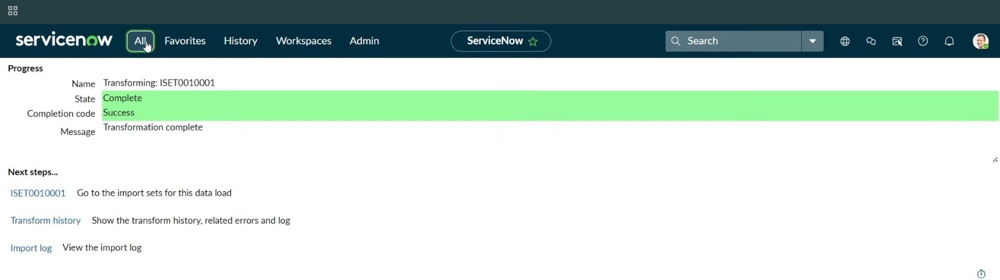 servicenow All Favorites History Workspaces Admin ServiceNow Search
Progress
Name Transforming: ISET0010001
State Complete
Completion code Success
Message Transformation complete
Next steps...
ISET0010001 Go to the import sets for this data load
Transform history Show the transform history, related errors and log
Import log View the import log